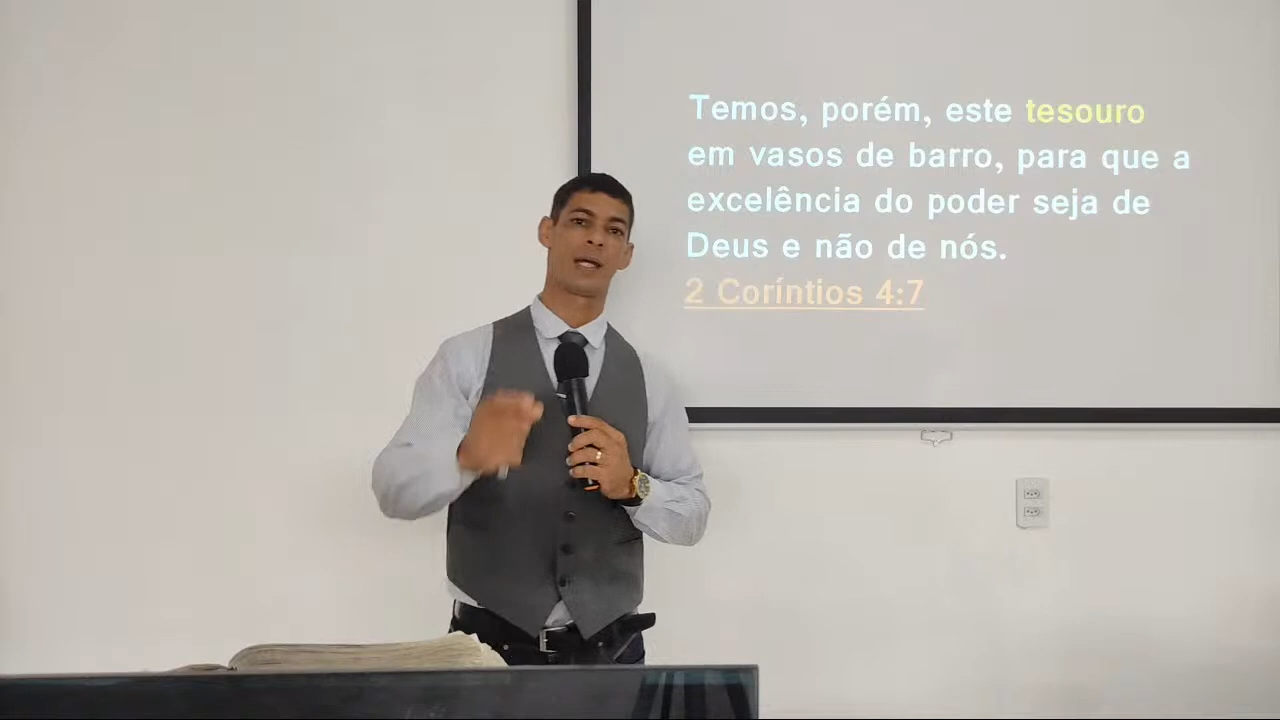 Temos, porém, este tesouro
em vasos de barro, para que a
excelência do poder seja de
Deus e não de nós.
2 Coríntios 4:7